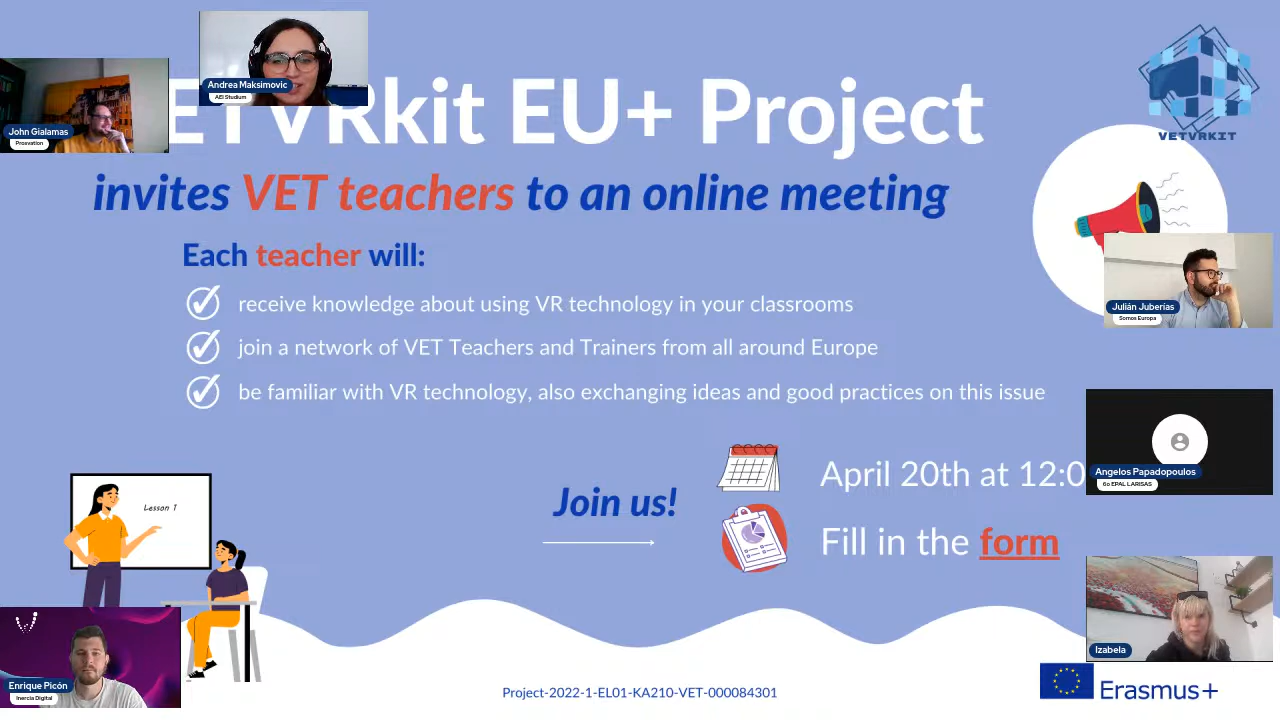 Andrea Maksimovic
AEI Studium
John Gialamas
Prosvation
ETVRkit EU+ Project
VETVRKIT
invites VET teachers to an online meeting
Each teacher will:
receive knowledge about using VR technology in your classrooms
join a network of VET Teachers and Trainers from all around Europe
be familiar with VR technology, also exchanging ideas and good practices on this issue
Julián Juberías
Somos Europa
Angelos Papadopoulos
6o EPAL LARISAS
April 20th at 12:0
Join us!
Fill in the form
Lesson 1
Izabela
Enrique Picón
Inercia Digital
Project-2022-1-EL01-KA210-VET-000084301
Erasmus+